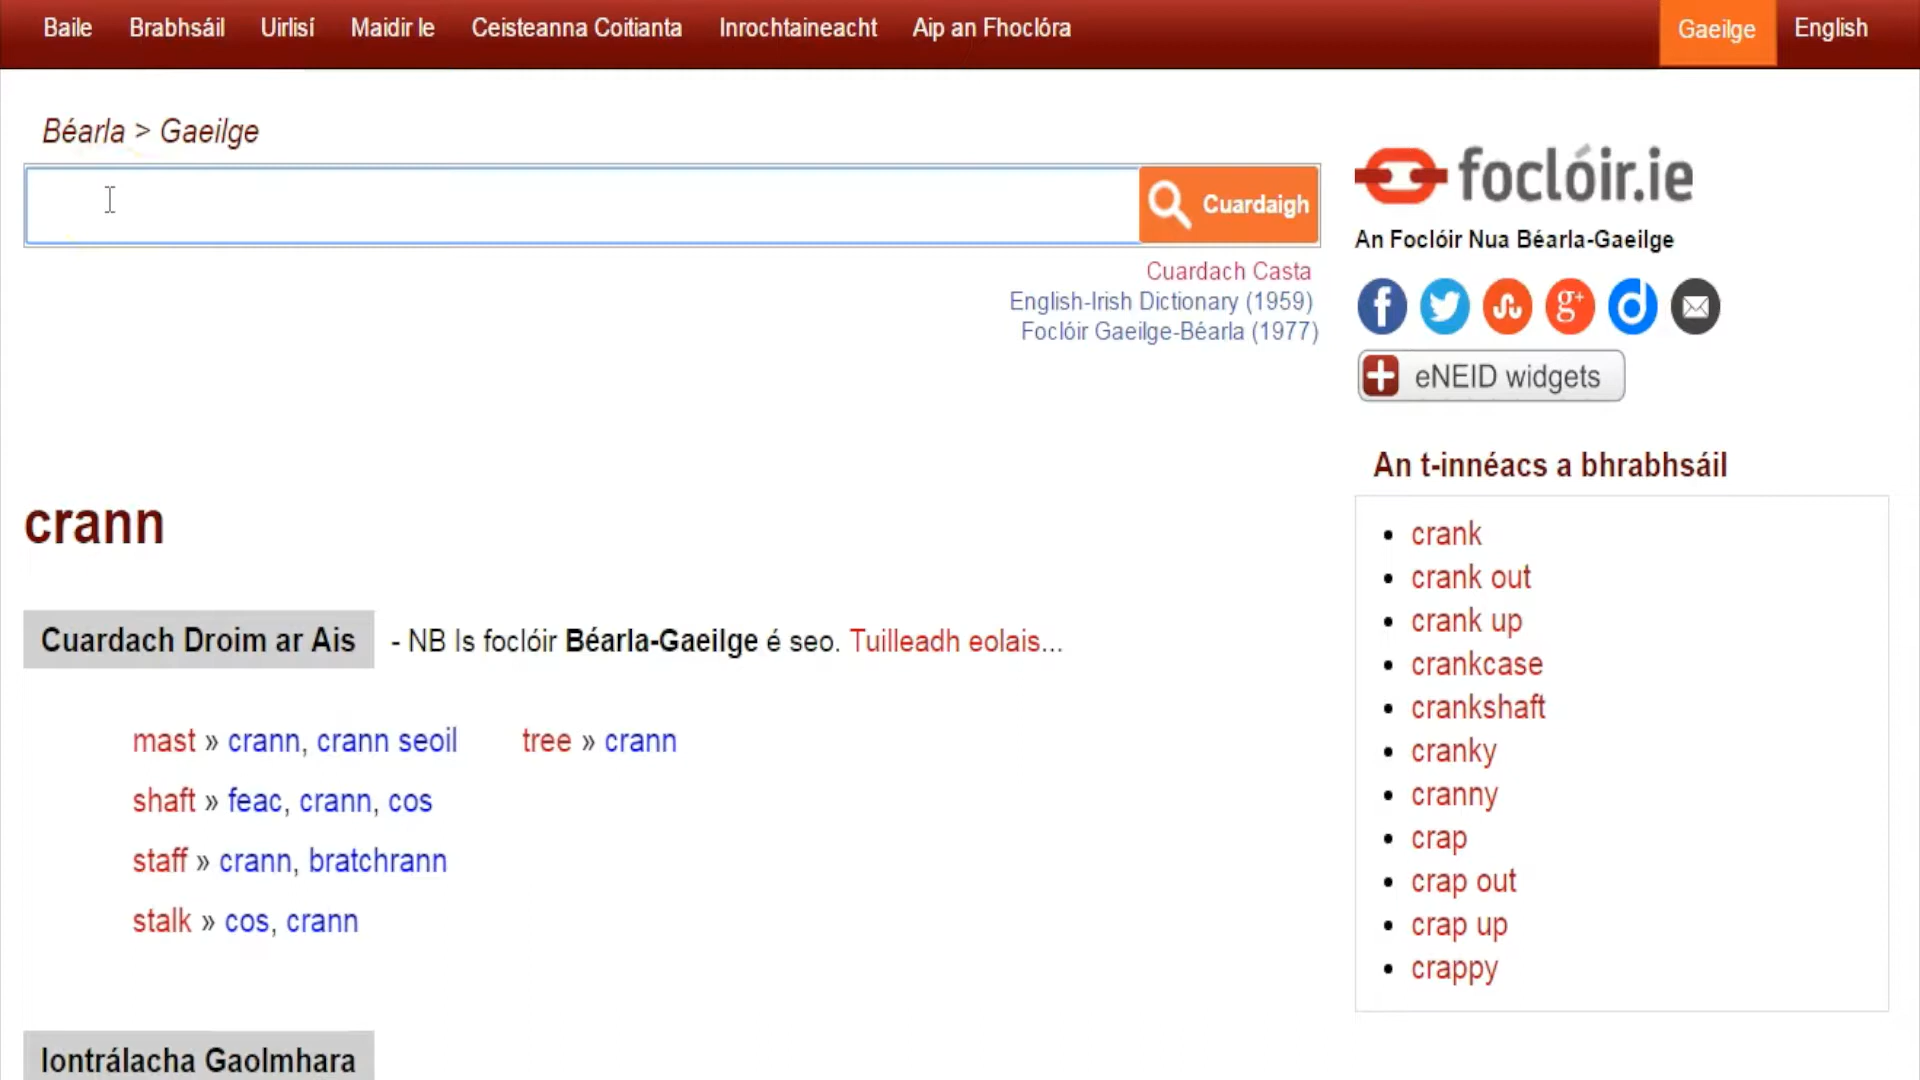 Baile Brabhsáil Uirlisí Maidir le Ceisteanna Coitianta Inrochtaineacht Aip an Fhoclóra Gaeilge English
Béarla > Gaeilge
Cuardaigh
Cuardach Casta
English-Irish Dictionary (1959)
Foclóir Gaeilge-Béarla (1977)
foclóir.ie
An Foclóir Nua Béarla-Gaeilge
eNEID widgets
crann
Cuardach Droim ar Ais - NB Is foclóir Béarla-Gaeilge é seo. Tuilleadh eolais...
mast » crann, crann seoil tree » crann
shaft » feac, crann, cos
staff » crann, bratchrann
stalk » cos, crann
Iontrálacha Gaolmhara
An t-innéacs a bhrabhsáil
crank
crank out
crank up
crankcase
crankshaft
cranky
cranny
crap
crap out
crap up
crappy